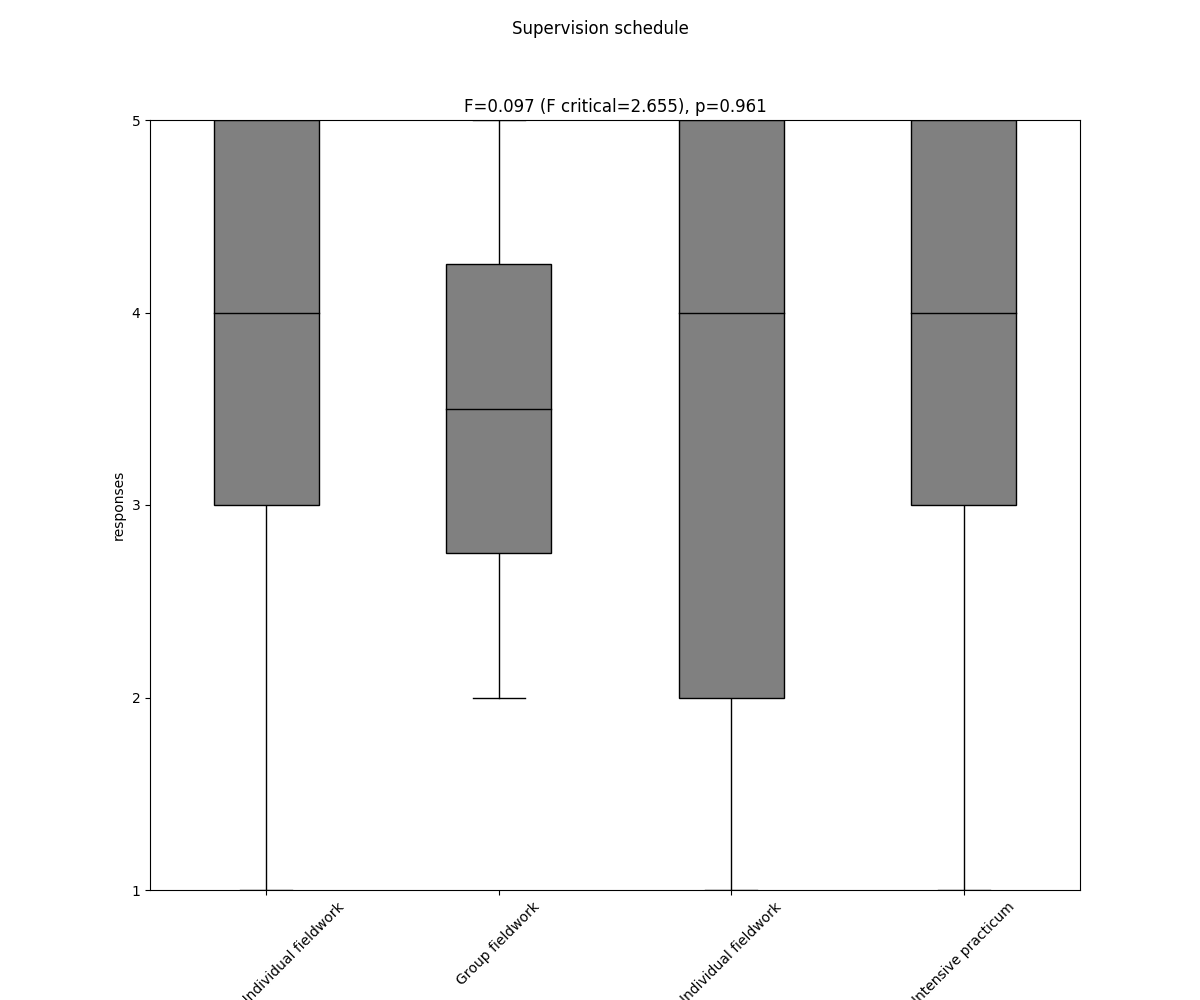 Supervision schedule
F=0.097 (F critical=2.655), p=0.961
5
4
3
2
1
responses
Individual fieldwork
Group fieldwork
Individual fieldwork
Intensive practicum